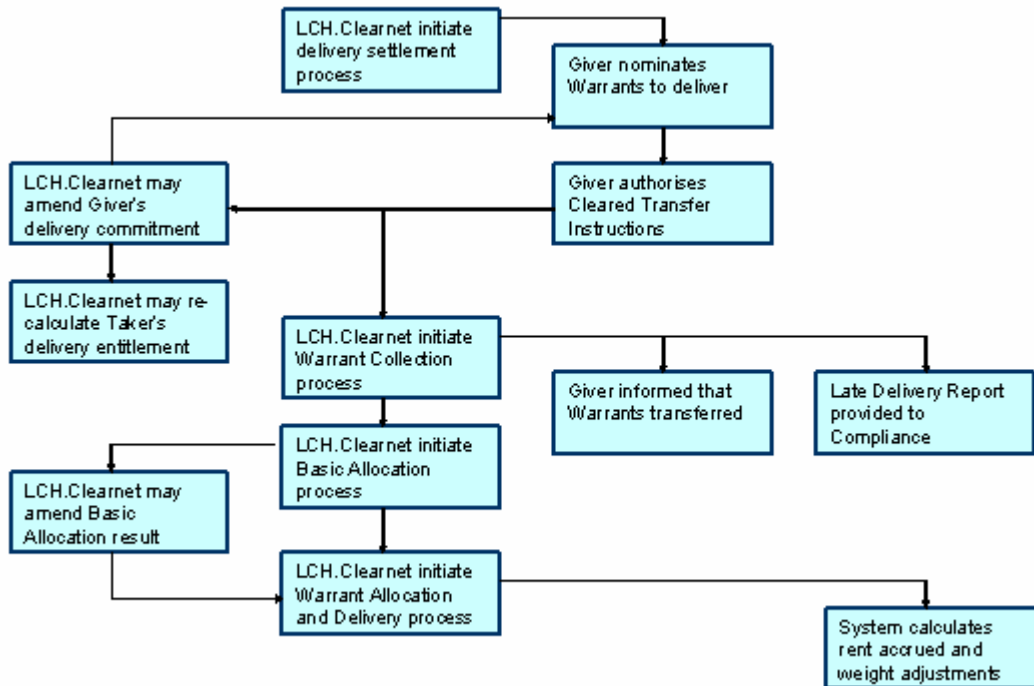 LCH.Clearnet initiate
delivery settlement
process
Giver nominates
Warrants to deliver
LCH.Clearnet may
amend Giver's
delivery commitment
Giver authorises
Cleared Transfer
Instructions
LCH.Clearnet may re-
calculate Taker's
delivery entitlement
LCH.Clearnet initiate
Warrant Collection
process
Giver informed that
Warrants transferred
Late Delivery Report
provided to
Compliance
LCH.Clearnet initiate
Basic Allocation
process
LCH.Clearnet may
amend Basic
Allocation result
LCH.Clearnet initiate
Warrant Allocation
and Delivery process
System calculates
rent accrued and
weight adjustments